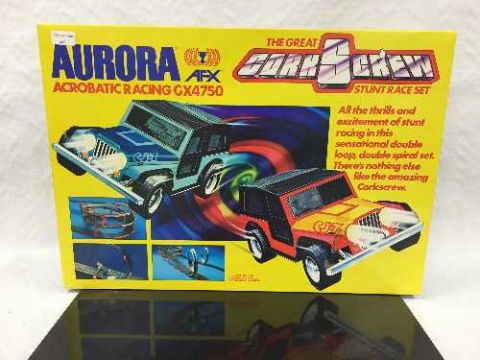 AURORA
AFX
ACROBATIC RACING GX4750
THE GREAT
CORKSCREW
STUNT RACE SET
All the thrills and
excitement of stunt
racing in this
sensational double
loop, double spiral set.
There's nothing else
like the amazing
Corkscrew.